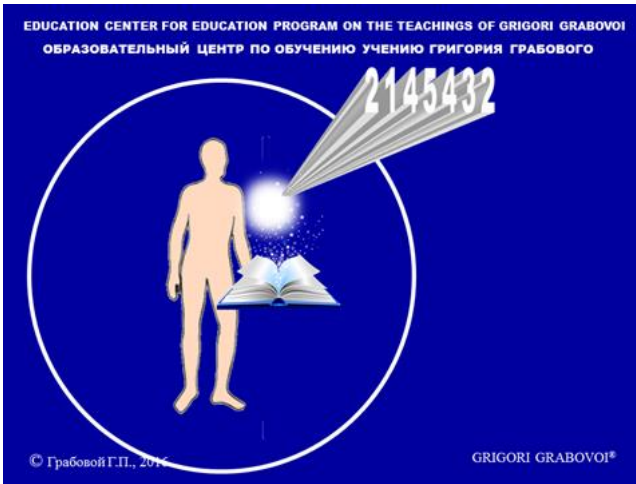 EDUCATION CENTER FOR EDUCATION PROGRAM ON THE TEACHINGS OF GRIGORI GRABOVOI
ОБРАЗОВАТЕЛЬНЫЙ ЦЕНТР ПО ОБУЧЕНИЮ УЧЕНИЮ ГРИГОРИЯ ГРАБОВОГО
2145432
© Грабовой Г.П., 2016
GRIGORI GRABOVOI®